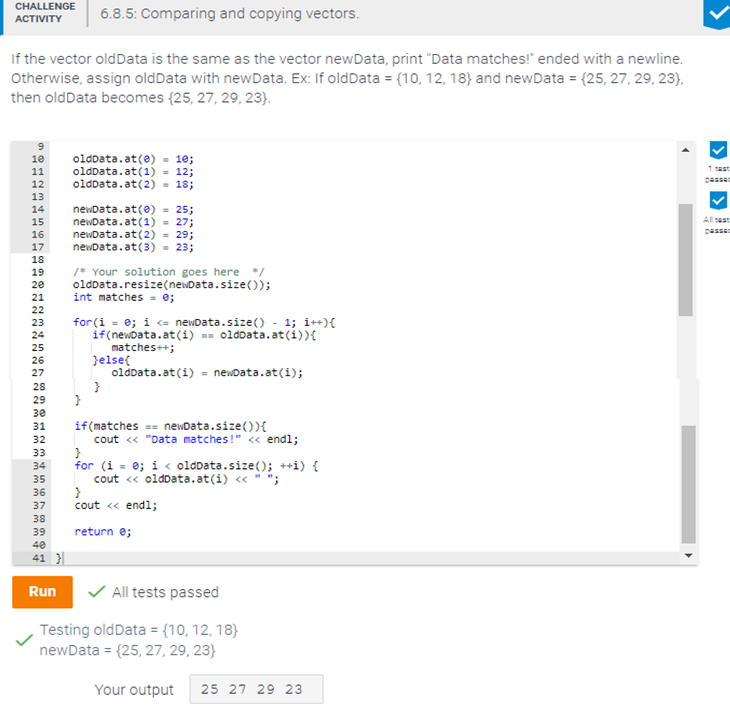 CHALLENGE
ACTIVITY
6.8.5: Comparing and copying vectors.
If the vector oldData is the same as the vector newData, print "Data matches!" ended with a newline.
Otherwise, assign oldData with newData. Ex: If oldData = {10, 12, 18} and newData = {25, 27, 29, 23},
then oldData becomes {25, 27, 29, 23}.
9
10 oldData.at(0) = 10;
11 oldData.at(1) = 12;
12 oldData.at(2) = 18;
13
14 newData.at(0) = 25;
15 newData.at(1) = 27;
16 newData.at(2) = 29;
17 newData.at(3) = 23;
18
19 /* Your solution goes here  */
20 oldData.resize(newData.size());
21 int matches = 0;
22
23 for(i = 0; i <= newData.size() - 1; i++){
24 if(newData.at(i) == oldData.at(i)){
25 matches++;
26 }else{
27 oldData.at(i) = newData.at(i);
28 }
29 }
30
31 if(matches == newData.size()){
32 cout << "Data matches!" << endl;
33 }
34 for (i = 0; i < oldData.size(); ++i) {
35 cout << oldData.at(i) << " ";
36 }
37 cout << endl;
38
39 return 0;
40
41 }
1 test
passed
All test
passed
Run
All tests passed
Testing oldData = {10, 12, 18}
newData = {25, 27, 29, 23}
Your output
25 27 29 23